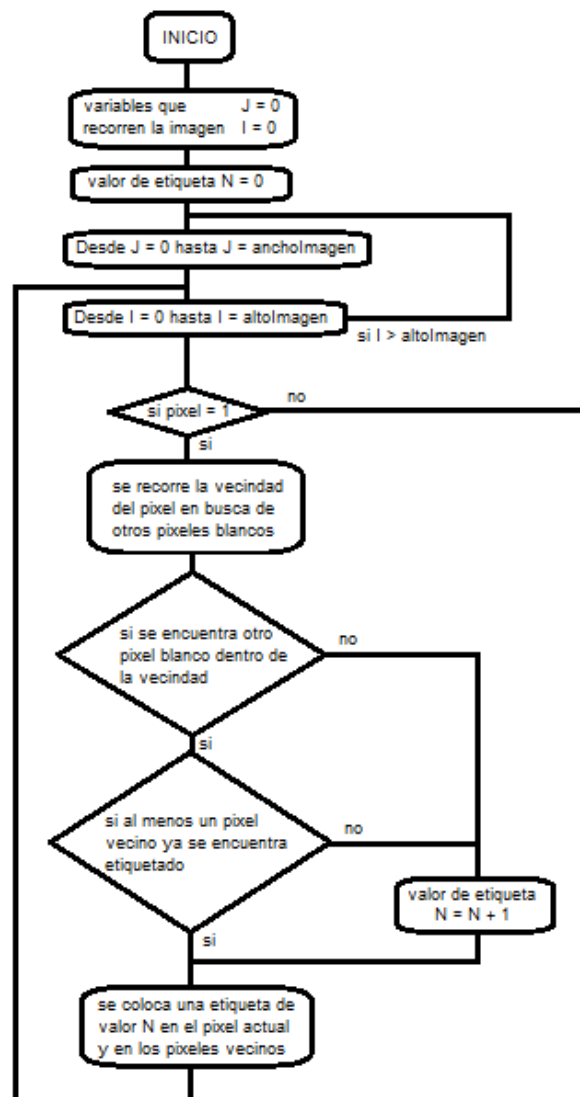 INICIO
variables que J = 0
recorren la imagen I = 0
valor de etiqueta N = 0
Desde J = 0 hasta J = anchoImagen
Desde I = 0 hasta I = altoImagen
si I > altoImagen
si pixel = 1
no
si
se recorre la vecindad
del pixel en busca de
otros pixeles blancos
si se encuentra otro
pixel blanco dentro de
la vecindad
no
si
si al menos un pixel
vecino ya se encuentra
etiquetado
no
valor de etiqueta
N = N + 1
si
se coloca una etiqueta de
valor N en el pixel actual
y en los pixeles vecinos